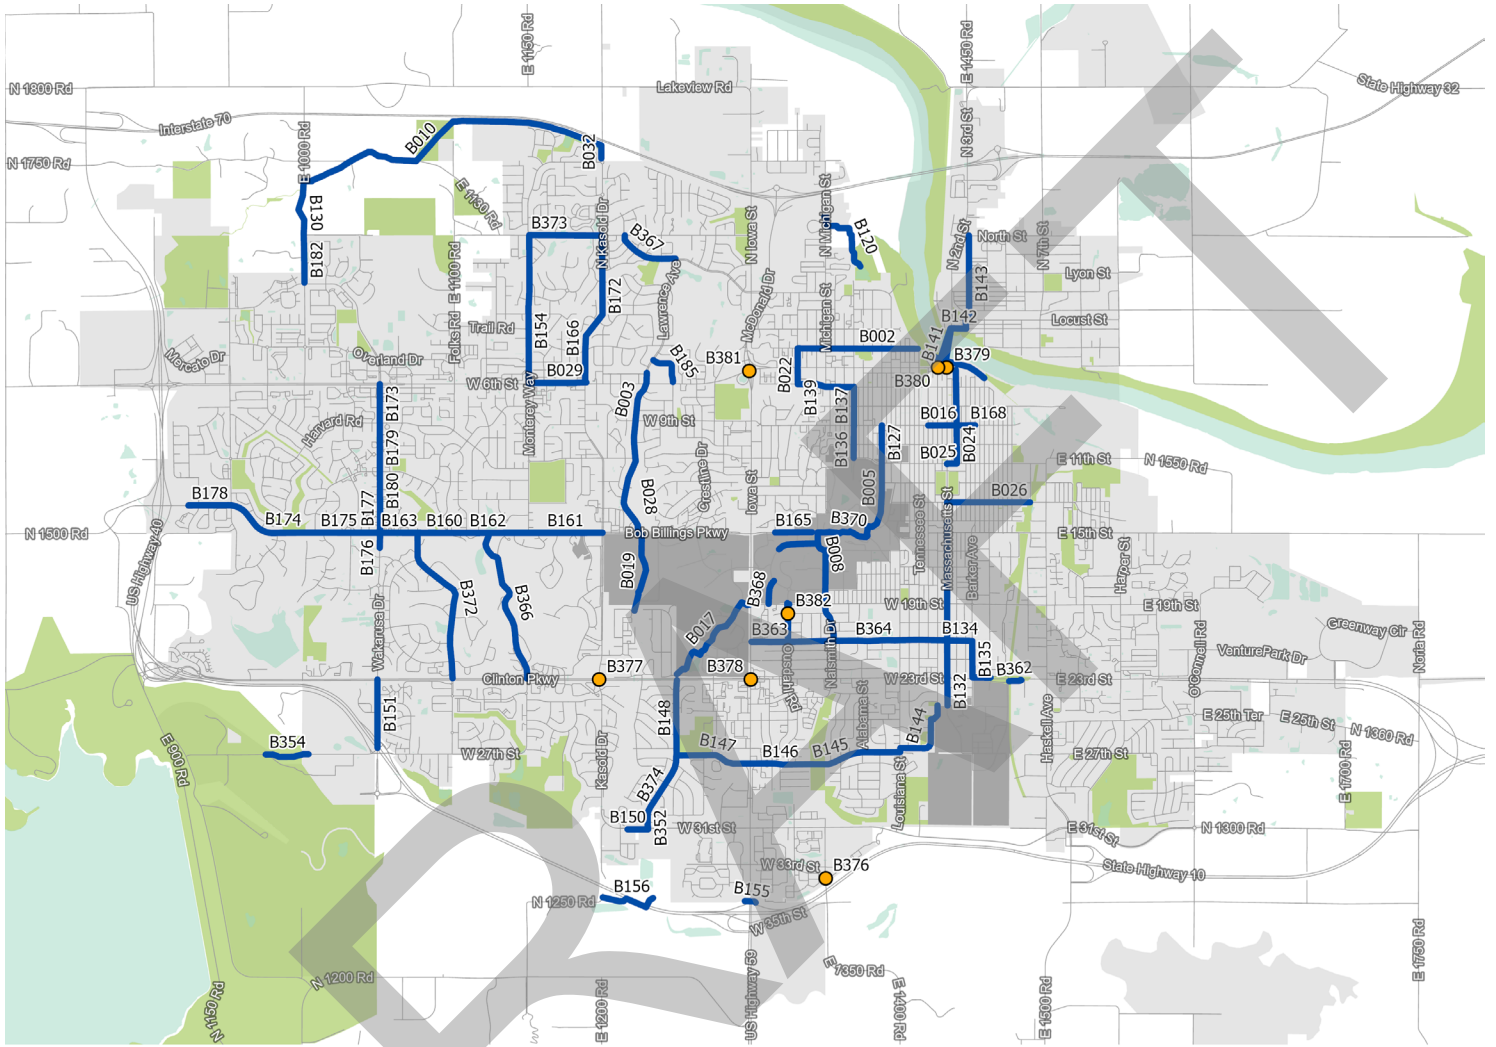 E 1150 Rd
E 1450 Rd
N 1800 Rd
Lakeview Rd
State Highway 32
Interstate 70
B010
B032
N 3rd St
N 1750 Rd
E 1000 Rd
E 1130 Rd
N Michigan St
B130
B373
N Kasold Dr
B367
N Iowa St
B120
N 2nd St
North St
N 7th St
B182
E 1100 Rd
B172
Lawrence Ave
McDonald Dr
Michigan St
B143
Lyon St
Folks Rd
Trail Rd
B154
B166
B142
Locust St
Mercato Dr
Overland Dr
B185
B381
B002
B141
B379
B029
W 6th St
B003
B022
B139
B137
B380
B173
Monterey Way
W 9th St
B016
B168
Harvard Rd
B179
Crestline Dr
B136
B127
B025
B024
E 11th St
N 1550 Rd
B178
B180
B177
B028
Iowa St
B005
B026
B174
B175
B163
B160
B162
B161
Bob Billings Pkwy
B165
B370
Tennessee St
Massachusetts St
N 1500 Rd
E 15th St
US Highway 40
B176
B019
B008
Barker Ave
Harper St
B372
B366
B368
B382
W 19th St
E 19th St
Wakarusa Dr
B017
B363
B364
B134
Greenway Cir
Naismith Dr
Ousdahl Rd
B135
O'Connell Rd
VenturePark Dr
Noria Rd
Clinton Pkwy
B377
B378
W 23rd St
B362
E 23rd St
B151
B148
Alabama St
B144
B132
Haskell Ave
E 25th Ter
E 25th St
N 1360 Rd
B354
E 900 Rd
W 27th St
Kasold Dr
B147
B146
B145
E 27th St
B374
Louisiana St
E 1700 Rd
B150
B352
W 31st St
E 31st St
N 1300 Rd
W 33rd St
B376
State Highway 10
B156
B155
N 1250 Rd
W 35th St
N 1200 Rd
E 1350 Rd
E 1750 Rd
N 1150 Rd
E 1200 Rd
US Highway 59
E 1400 Rd
E 1500 Rd